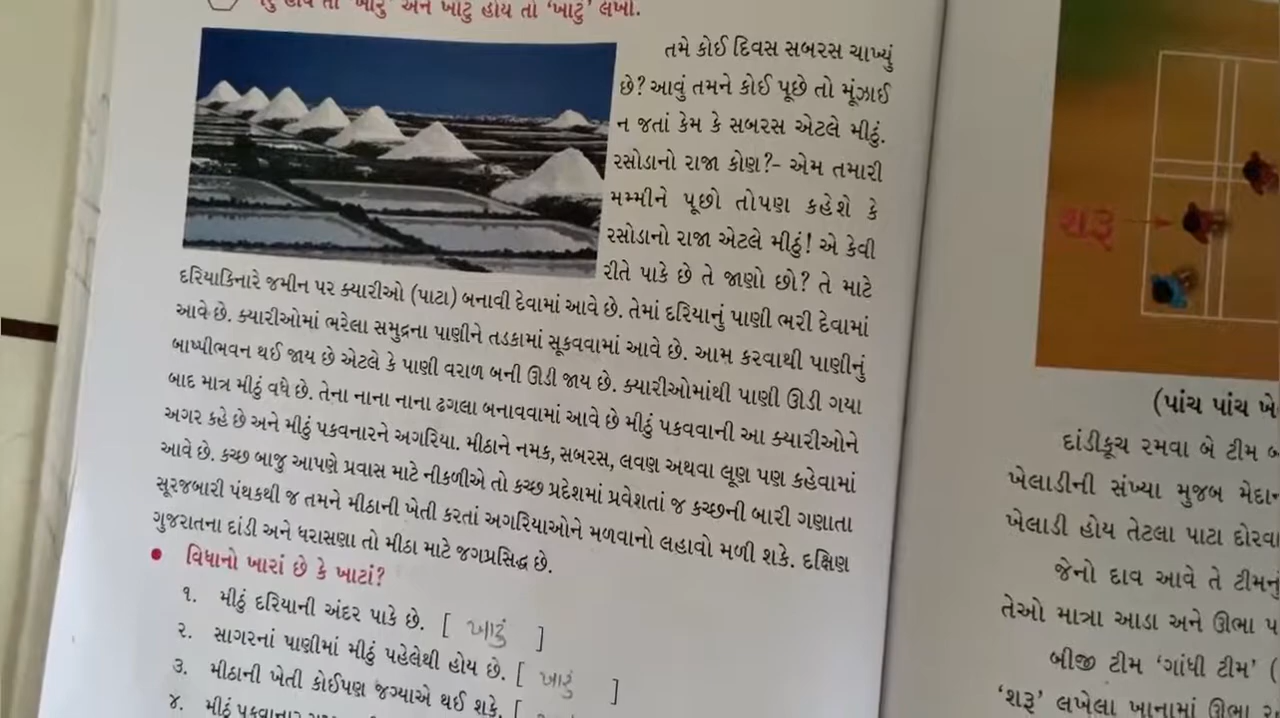 હોય તો 'ખારું' અને ખાટું હોય તો 'ખાટું' લખો.
તમે કોઈ દિવસ સબરસ ચાખ્યું
છે? આવું તમને કોઈ પૂછે તો મૂંઝાઈ
ન જતાં કેમ કે સબરસ એટલે મીઠું.
રસોડાનો રાજા કોણ?- એમ તમારી
મમ્મીને પૂછો તોપણ કહેશે કે
રસોડાનો રાજા એટલે મીઠું! એ કેવી
રીતે પાકે છે તે જાણો છો? તે માટે
દરિયાકિનારે જમીન પર ક્યારીઓ (પાટા) બનાવી દેવામાં આવે છે. તેમાં દરિયાનું પાણી ભરી દેવામાં
આવે છે. ક્યારીઓમાં ભરેલા સમુદ્રના પાણીને તડકામાં સૂકવવામાં આવે છે. આમ કરવાથી પાણીનું
બાષ્પીભવન થઈ જાય છે એટલે કે પાણી વરાળ બની ઊડી જાય છે. ક્યારીઓમાંથી પાણી ઊડી ગયા
બાદ માત્ર મીઠું વધે છે. તેના નાના નાના ઢગલા બનાવવામાં આવે છે મીઠું પકવવાની આ ક્યારીઓને
અગર કહે છે અને મીઠું પકવનારને અગરિયા. મીઠાને નમક, સબરસ, લવણ અથવા લૂણ પણ કહેવામાં
આવે છે. કચ્છ બાજુ આપણે પ્રવાસ માટે નીકળીએ તો કચ્છ પ્રદેશમાં પ્રવેશતાં જ કચ્છની બારી ગણાતા
સૂરજબારી પંથકથી જ તમને મીઠાની ખેતી કરતાં અગરિયાઓને મળવાનો લહાવો મળી શકે. દક્ષિણ
ગુજરાતના દાંડી અને ધરાસણા તો મીઠા માટે જગપ્રસિદ્ધ છે.
• વિધાનો ખારાં છે કે ખાટાં?
૧. મીઠું દરિયાની અંદર પાકે છે. [ ખાટું ]
૨. સાગરનાં પાણીમાં મીઠું પહેલેથી હોય છે. [ ખારું ]
૩. મીઠાની ખેતી કોઈપણ જગ્યાએ થઈ શકે. [
૪. મીઠું પકવનાર
શરૂ
(પાંચ પાંચ ખે
દાંડીકૂચ રમવા બે ટીમ
ખેલાડીની સંખ્યા મુજબ મેદાન
ખેલાડી હોય તેટલા પાટા દોરવા
જેનો દાવ આવે તે ટીમનું
તેઓ માત્રા આડા અને ઊભા પ
બીજી ટીમ 'ગાંધી ટીમ' (
'શરૂ' લખેલા ખાનામાં ઊભા